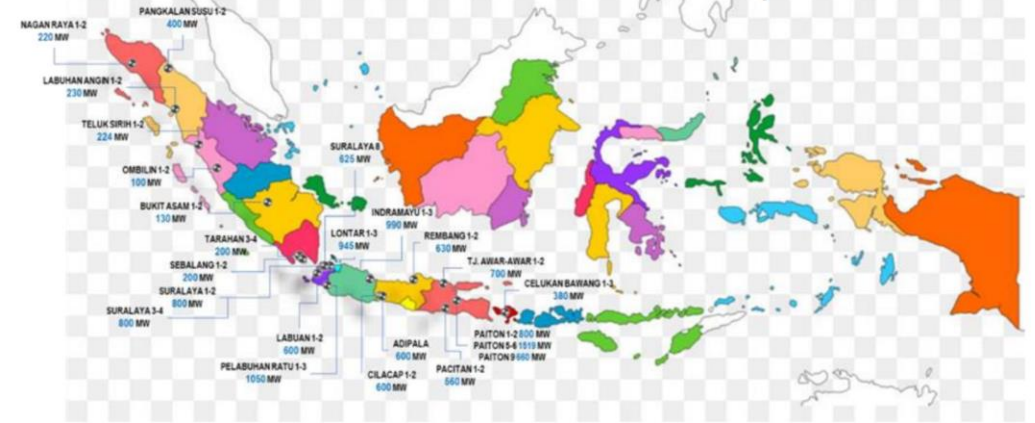 PANGKALAN SUSU 1-2
400 MW
NAGAN RAYA 1-2
220 MW
LABUHAN ANGIN 1-2
230 MW
TELUK SIRIH 1-2
224 MW
OMBILIN 1-2
100 MW
BUKIT ASAM 1-2
130 MW
TARAHAN 3-4
200 MW
SEBALANG 1-2
200 MW
SURALAYA 1-2
800 MW
SURALAYA 3-4
800 MW
SURALAYA 8
625 MW
INDRAMAYU 1-3
990 MW
LONTAR 1-3
945 MW
REMBANG 1-2
630 MW
T.J. AWAR-AWAR 1-2
700 MW
CELUKAN BAWANG 1-3
380 MW
LABUAN 1-2
600 MW
PELABUHAN RATU 1-3
1050 MW
ADIPALA
600 MW
CILACAP 1-2
600 MW
PAITON 1-2 800 MW
PAITON 5-6 1519 MW
PAITON 9 660 MW
PACITAN 1-2
560 MW